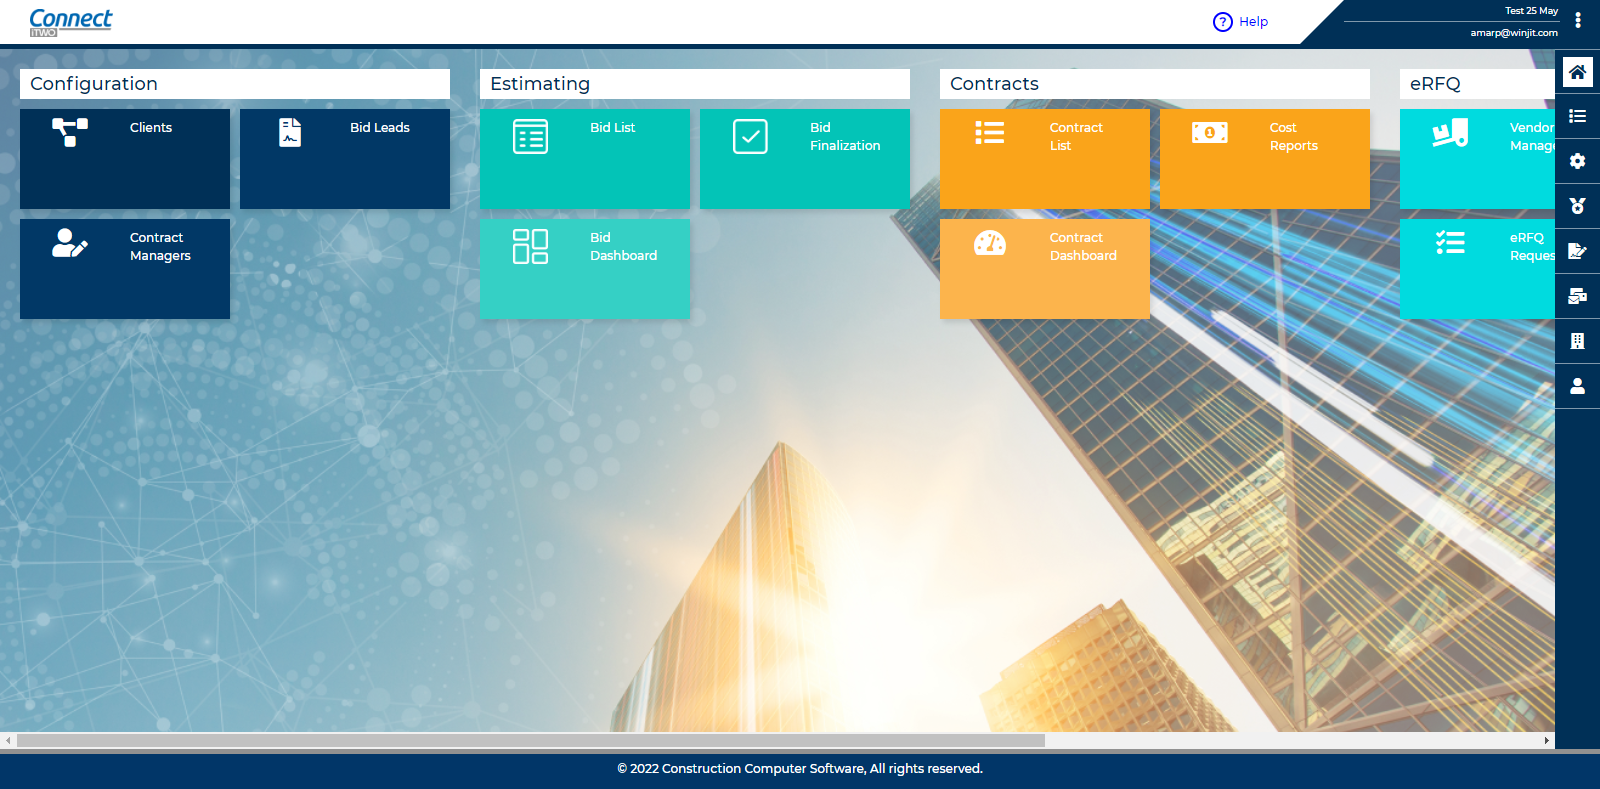 Connect
iTWO
? Help
Test 25 May
amarp@winjit.com
Configuration
Clients
Bid Leads
Contract
Managers
Estimating
Bid List
Bid
Finalization
Bid
Dashboard
Contracts
Contract
List
1
Cost
Reports
Contract
Dashboard
eRFQ
Vendor
Manage
eRFQ
Reques
© 2022 Construction Computer Software, All rights reserved.